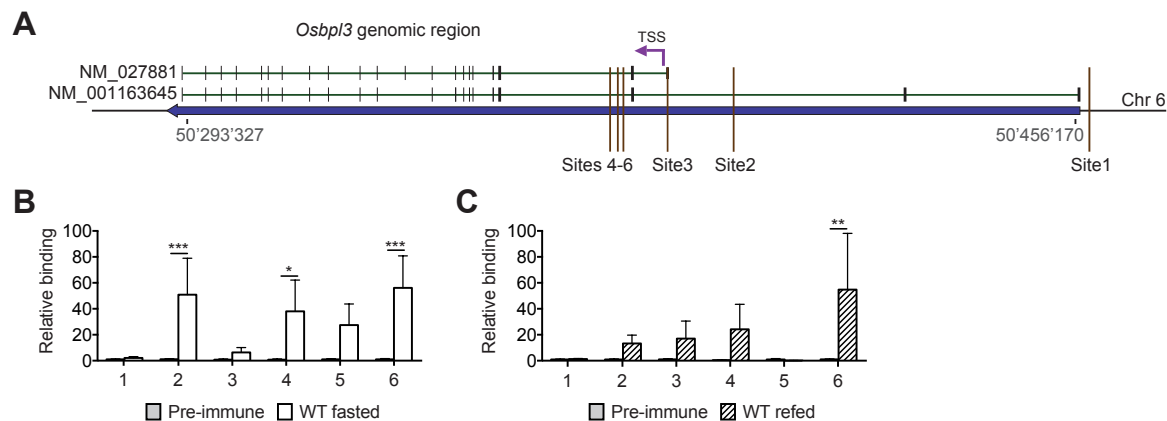 A
Osbpl3 genomic region
TSS
NM_027881
NM_001163645
Chr 6
50'293'327
50'456'170
Sites 4-6
Site3
Site2
Site1
B
Relative binding
100
80
60
40
20
0
***
*
***
1 2 3 4 5 6
Pre-immune WT fasted
C
Relative binding
100
80
60
40
20
0
**
1 2 3 4 5 6
Pre-immune WT refed